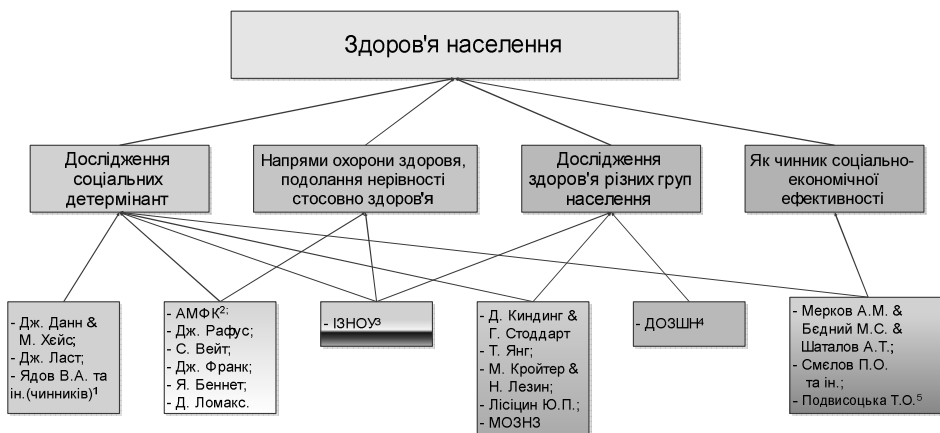 Здоров'я населення
Дослідження
соціальних
детермінант
Напрями охорони здоровя,
подолання нерівності
стосовно здоров'я
Дослідження
здоров'я різних груп
населення
Як чинник соціально-
економічної
ефективності
- Дж. Данн &
М. Хєйс;
- Дж. Ласт;
- Ядов В.А. та
ін.(чинників)¹
- АМФК²;
- Дж. Рафус;
- С. Вейт;
- Дж. Франк;
- Я. Беннет;
- Д. Ломакс.
- ІЗНОУ³
- Д. Киндинг &
Г. Стоддарт
- Т. Янг;
- М. Кройтер &
Н. Лезин;
- Лісіцин Ю.П.;
- МОЗНЗ
- ДОЗШН⁴
- Мерков А.М. &
Бєдний М.С. &
Шаталов А.Т.;
- Смєлов П.О.
та ін.;
- Подвисоцька Т.О.⁵